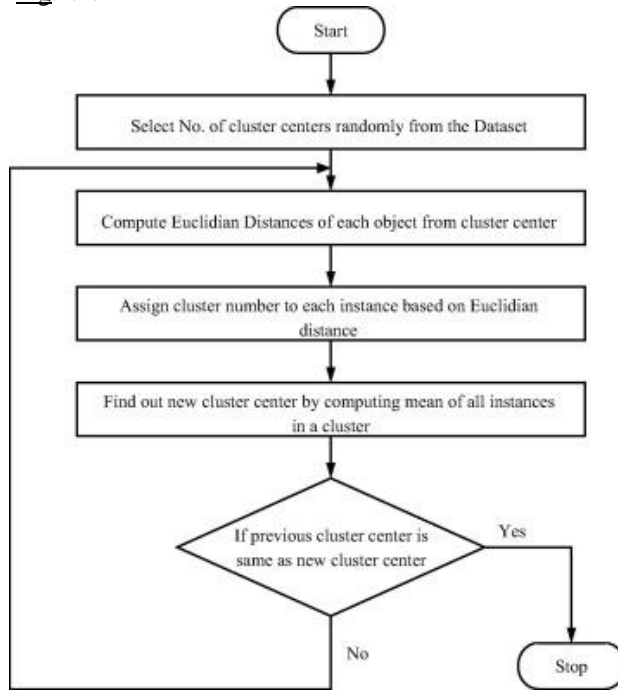 Start
Select No. of cluster centers randomly from the Dataset
Compute Euclidian Distances of each object from cluster center
Assign cluster number to each instance based on Euclidian
distance
Find out new cluster center by computing mean of all instances
in a cluster
If previous cluster center is
same as new cluster center
Yes
No
Stop